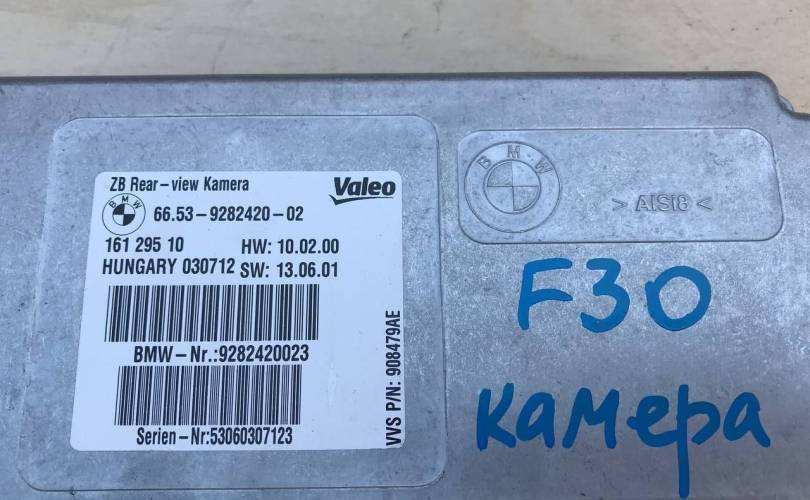 ZB Rear-view Kamera
Valeo
BMW
66.53-9282420-02
161 295 10
HW: 10.02.00
HUNGARY 030712
SW: 13.06.01
BMW-Nr.:9282420023
Serien-Nr:53060307123
VVS P/N: 908479AE
BMW
> AlSi8 <
F30
камера